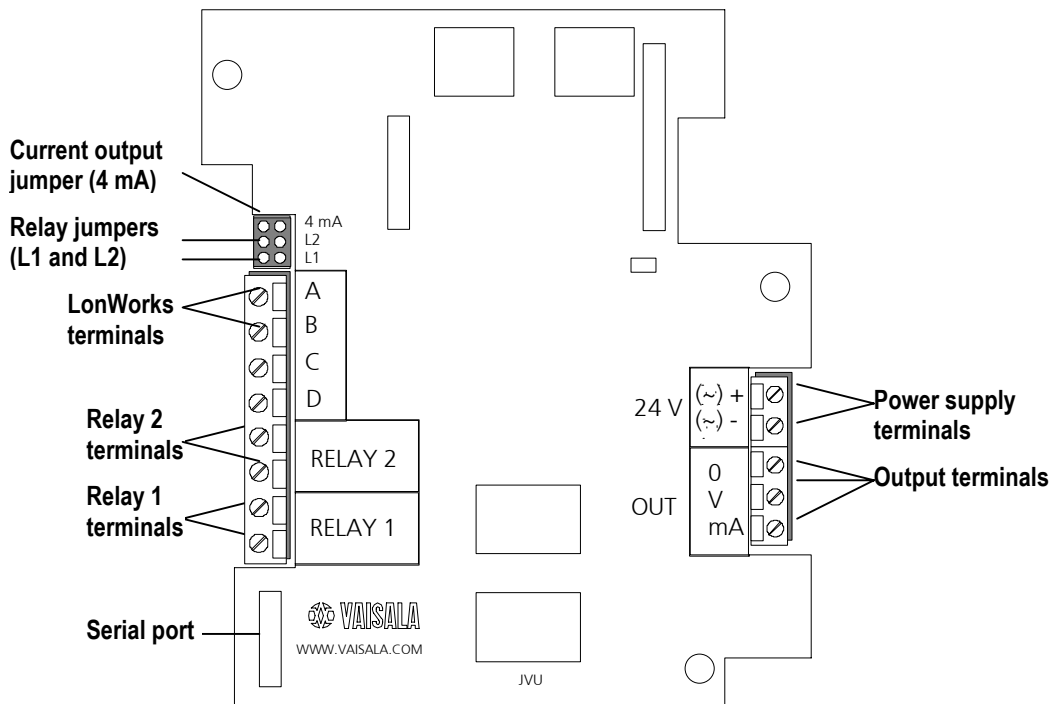 Current output
jumper (4 mA)
Relay jumpers
(L1 and L2)
4 mA
L2
L1
LonWorks
terminals
A
B
C
D
Relay 2
terminals
RELAY 2
Relay 1
terminals
RELAY 1
Serial port
VAISALA
WWW.VAISALA.COM
JVU
24 V
(~) +
(~) -
Power supply
terminals
OUT
0
V
mA
Output terminals